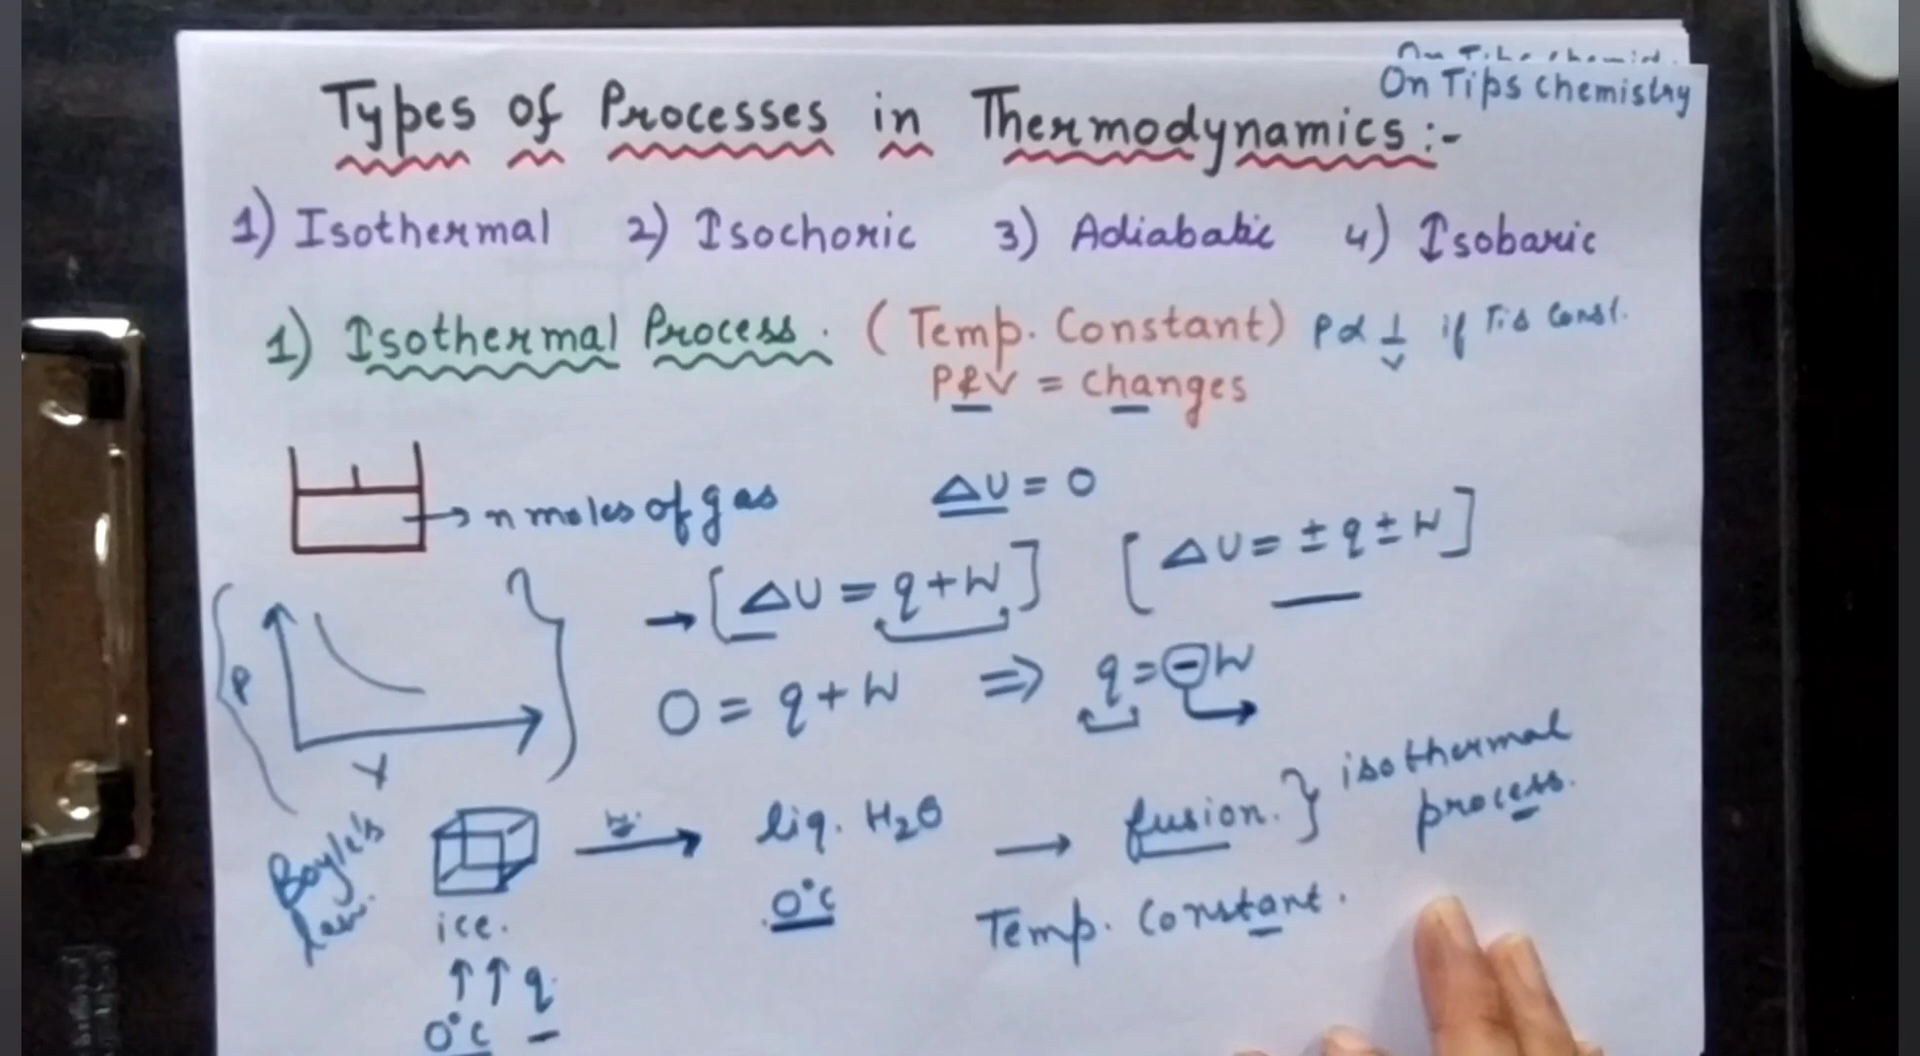 On Tips chemistry
Types of Processes in Thermodynamics:-
1) Isothermal 2) Isochoric 3) Adiabatic 4) Isobaric
1) Isothermal Process. (Temp. Constant) P ∝ 1/V if T is Const.
P&V = changes
→ n moles of gas
ΔU = 0
→ [ΔU = q+W] [ΔU = ± q ± W]
P
V
0 = q + W ⇒ q = -W
Boyle's
law.
ice.
→ liq. H2O → fusion. } isothermal
process.
0°C
Temp. Constant.
↑↑ q
0°C